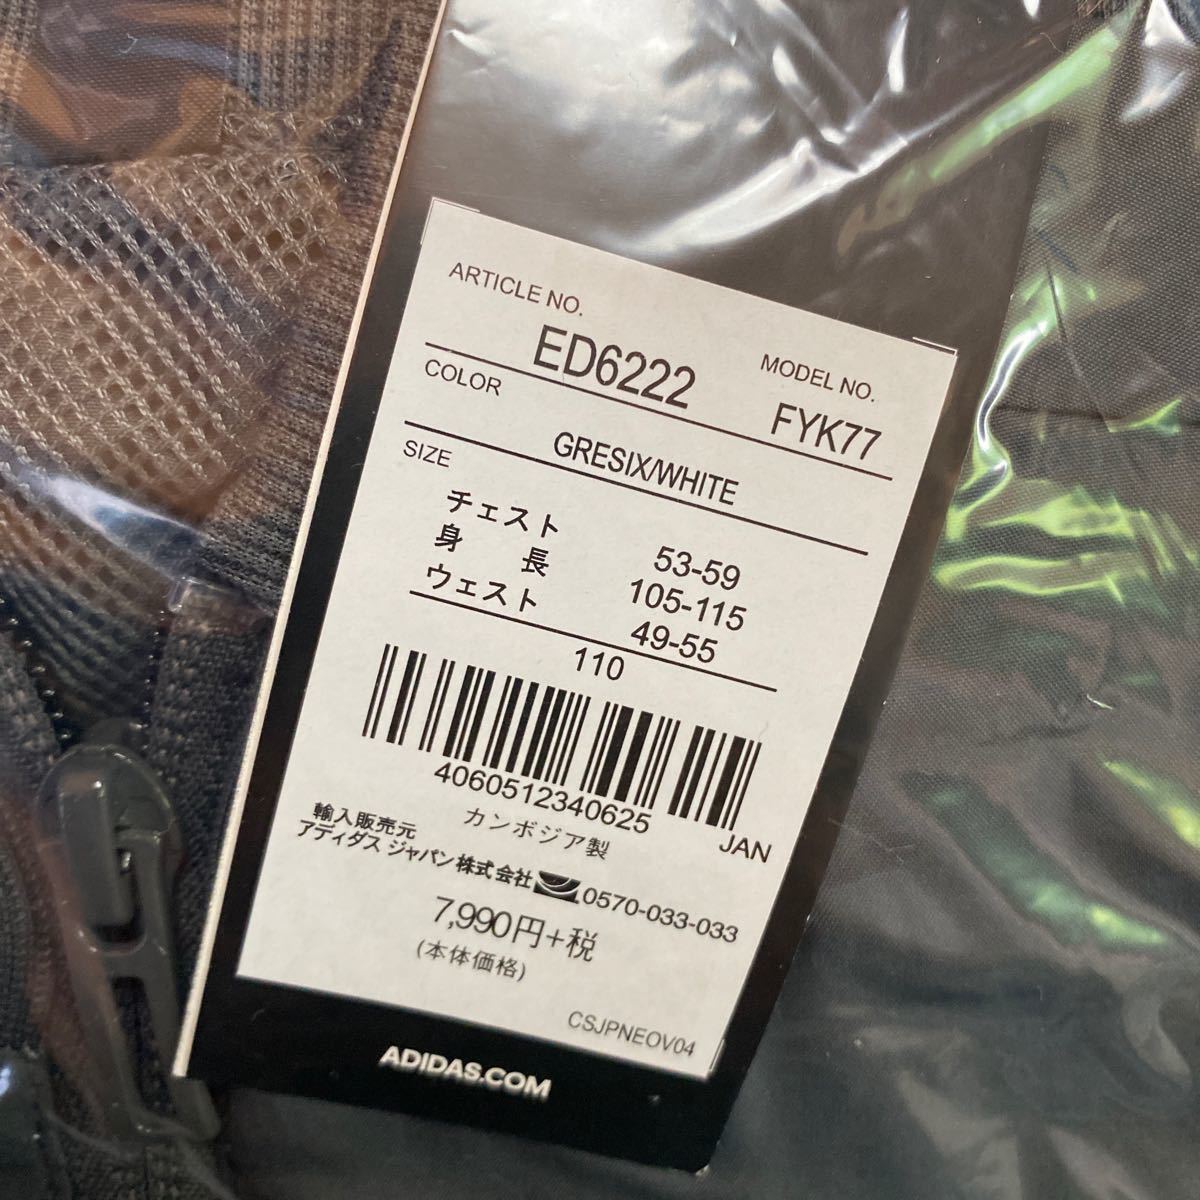 ARTICLE NO.
ED6222
MODEL NO.
FYK77
COLOR
GRESIX/WHITE
SIZE
チェスト 53-59
身 長 105-115
ウェスト 49-55
110
4060512340625
JAN
カンボジア製
輸入販売元
アディダス ジャパン株式会社 0570-033-033
7,990円+税
(本体価格)
CSJPNEOV04
ADIDAS.COM